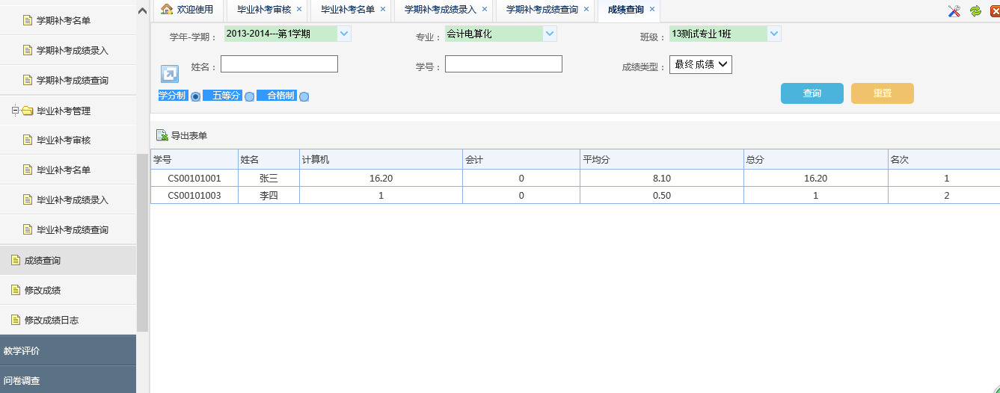 学期补考名单
学期补考成绩录入
学期补考成绩查询
毕业补考管理
毕业补考审核
毕业补考名单
毕业补考成绩录入
毕业补考成绩查询
成绩查询
修改成绩
修改成绩日志
教学评价
问卷调查
欢迎使用 毕业补考审核 × 毕业补考名单 × 学期补考成绩录入 × 学期补考成绩查询 × 成绩查询 ×
学年-学期： 2013-2014---第1学期 专业： 会计电算化 班级： 13测试专业1班
姓名： 学号： 成绩类型： 最终成绩
学分制 五等分 合格制 查询 重置
导出表单
学号 姓名 计算机 会计 平均分 总分 名次
CS00101001 张三 16.20 0 8.10 16.20 1
CS00101003 李四 1 0 0.50 1 2